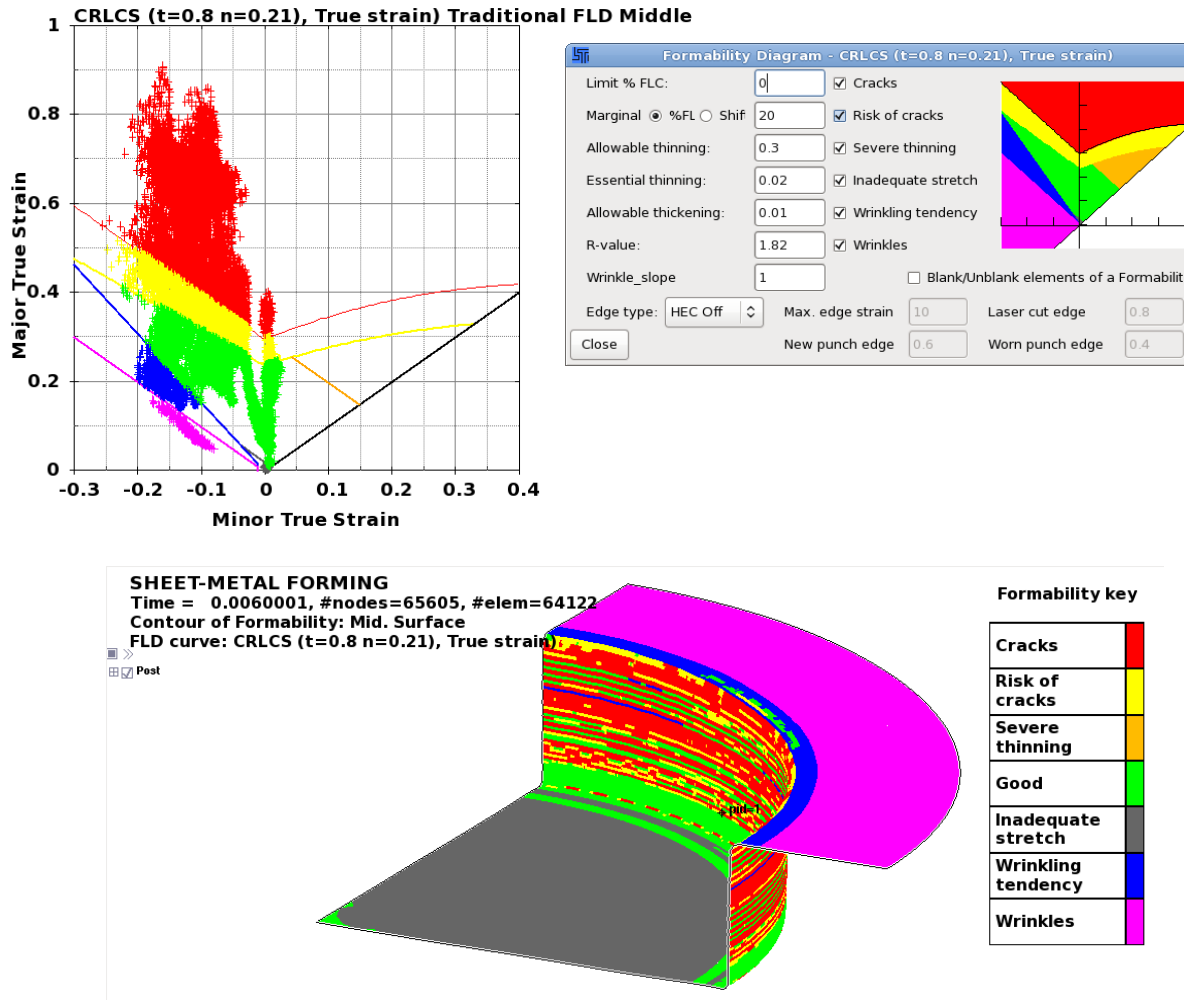 CRLCS (t=0.8 n=0.21), True strain) Traditional FLD Middle
1
0.8
0.6
0.4
0.2
0
-0.3
-0.2
-0.1
0
0.1
0.2
0.3
0.4
Major True Strain
Minor True Strain
Formability Diagram - CRLCS (t=0.8 n=0.21), True strain)
Limit % FLC:
0
Cracks
Marginal
%FL
Shif
20
Risk of cracks
Allowable thinning:
0.3
Severe thinning
Essential thinning:
0.02
Inadequate stretch
Allowable thickening:
0.01
Wrinkling tendency
R-value:
1.82
Wrinkles
Wrinkle_slope
1
Blank/Unblank elements of a Formabilit
Edge type:
HEC Off
Max. edge strain
10
Laser cut edge
0.8
Close
New punch edge
0.6
Worn punch edge
0.4
SHEET-METAL FORMING
Time = 0.0060001, #nodes=65605, #elem=64122
Contour of Formability: Mid. Surface
FLD curve: CRLCS (t=0.8 n=0.21), True strain)
Post
pid=1
Formability key
Cracks
Risk of
cracks
Severe
thinning
Good
Inadequate
stretch
Wrinkling
tendency
Wrinkles